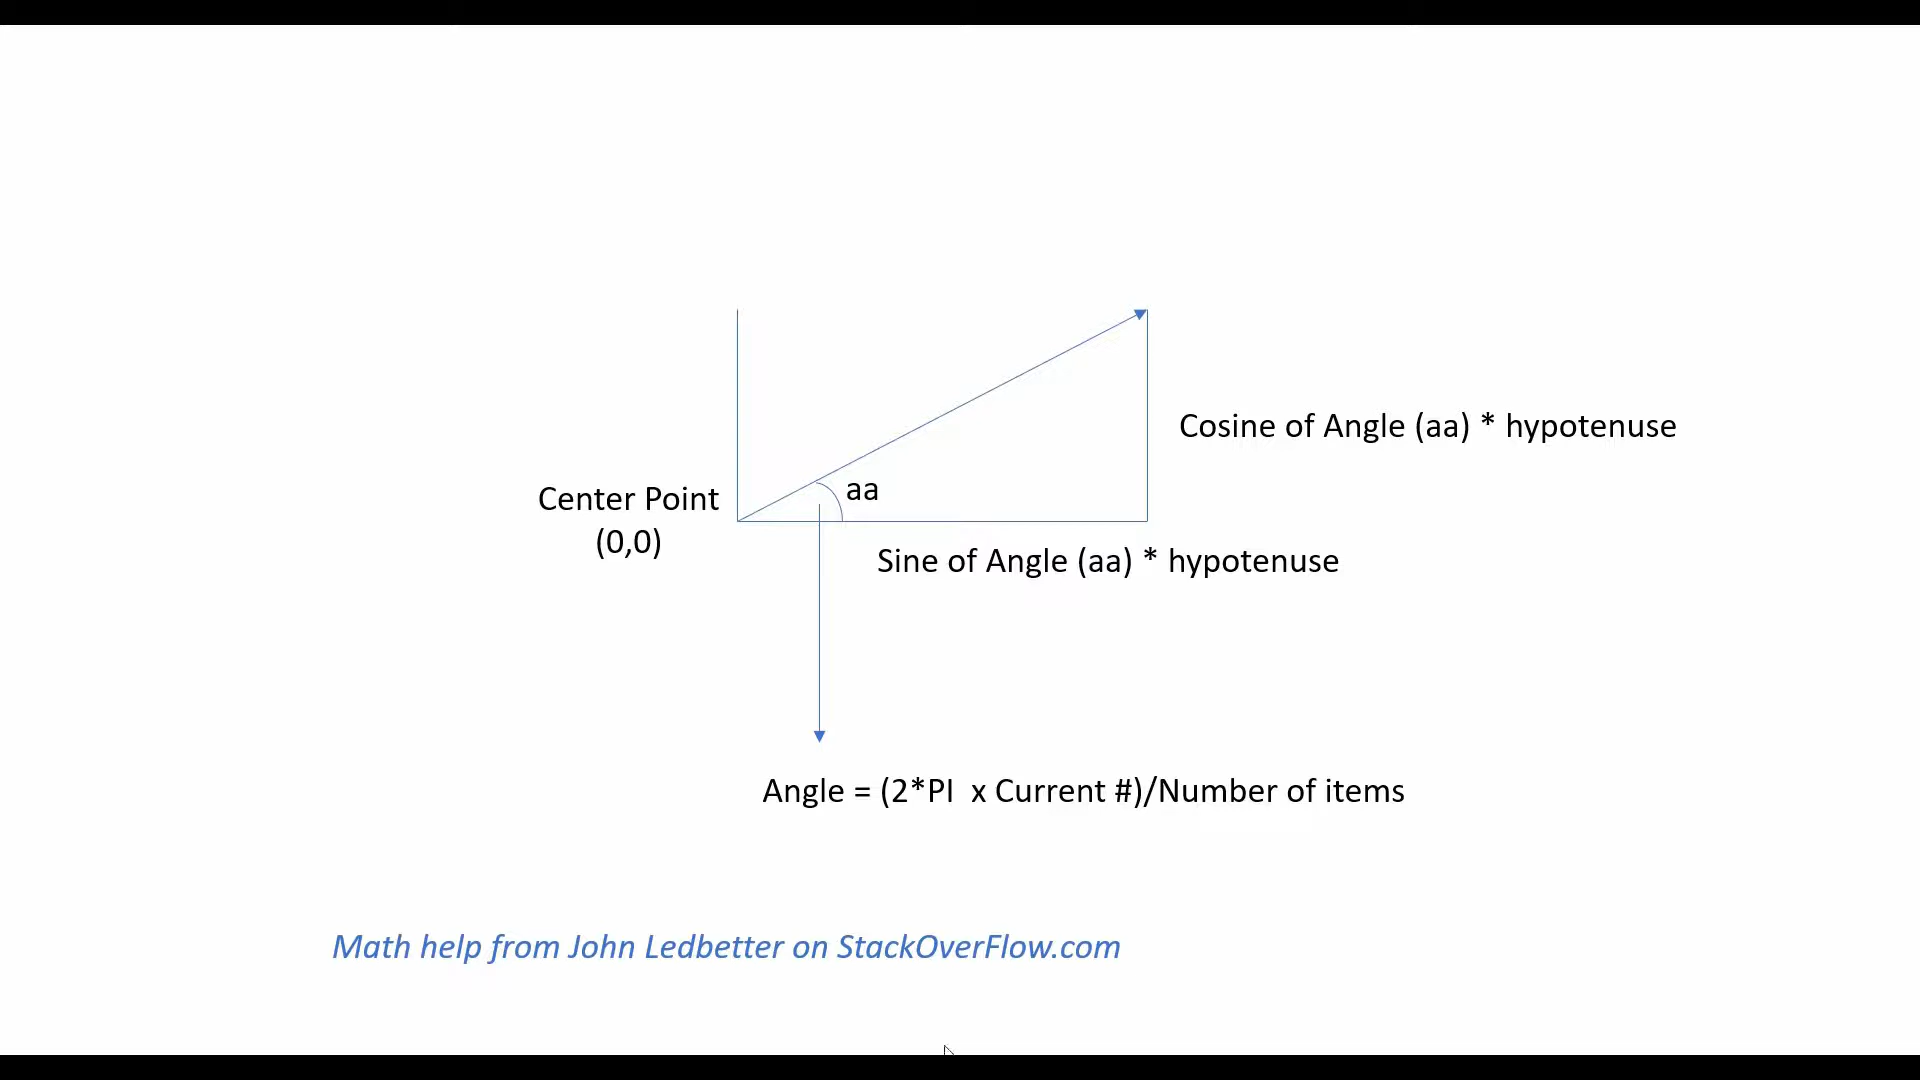 Cosine of Angle (aa) * hypotenuse
aa
Center Point
(0,0)
Sine of Angle (aa) * hypotenuse
Angle = (2*PI  x Current #)/Number of items
Math help from John Ledbetter on StackOverFlow.com